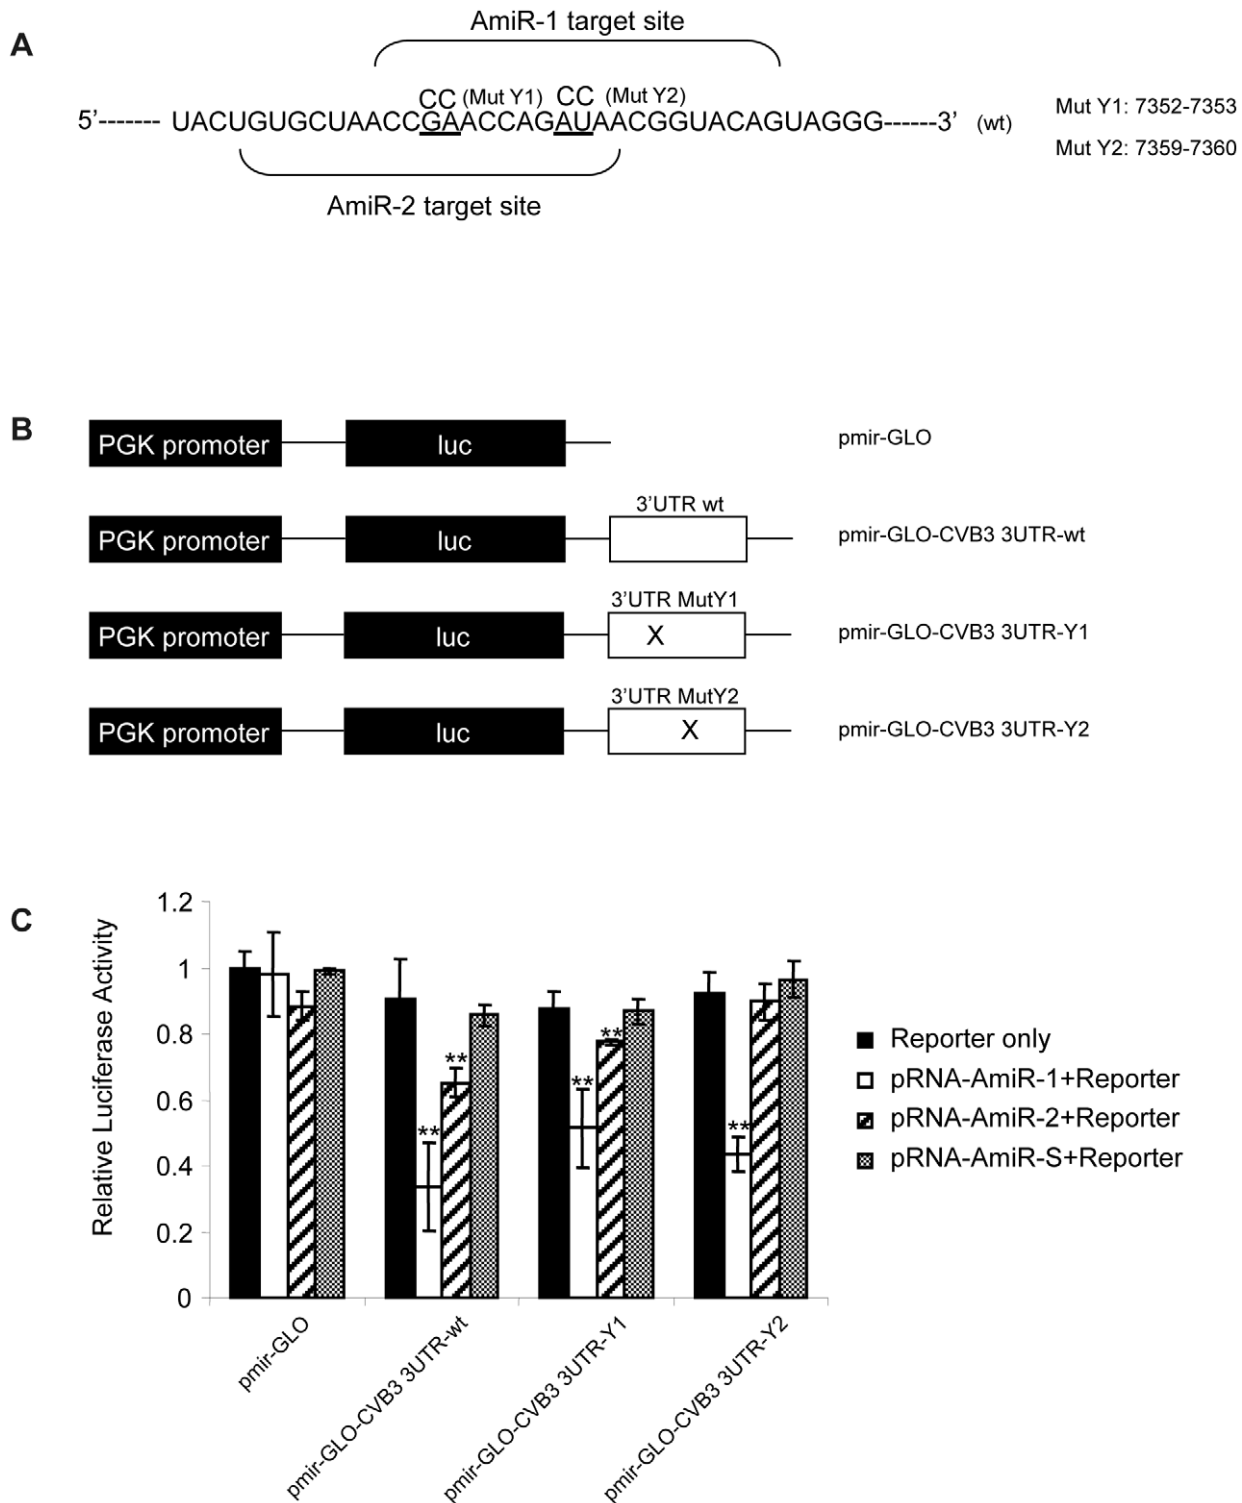 A
AmiR-1 target site
CC (Mut Y1) CC (Mut Y2)
5’------- UACUGUGCUAACCGAACCAGAUAACGGUACAGUAGGG------3’ (wt)
Mut Y1: 7352-7353
Mut Y2: 7359-7360
AmiR-2 target site
B
PGK promoter luc pmir-GLO
3’UTR wt
PGK promoter luc pmir-GLO-CVB3 3UTR-wt
3’UTR MutY1
PGK promoter luc X pmir-GLO-CVB3 3UTR-Y1
3’UTR MutY2
PGK promoter luc X pmir-GLO-CVB3 3UTR-Y2
C
Relative Luciferase Activity
1.2
1
0.8
0.6
0.4
0.2
0
**
**
**
**
**
pmir-GLO
pmir-GLO-CVB3 3UTR-wt
pmir-GLO-CVB3 3UTR-Y1
pmir-GLO-CVB3 3UTR-Y2
Reporter only
pRNA-AmiR-1+Reporter
pRNA-AmiR-2+Reporter
pRNA-AmiR-S+Reporter